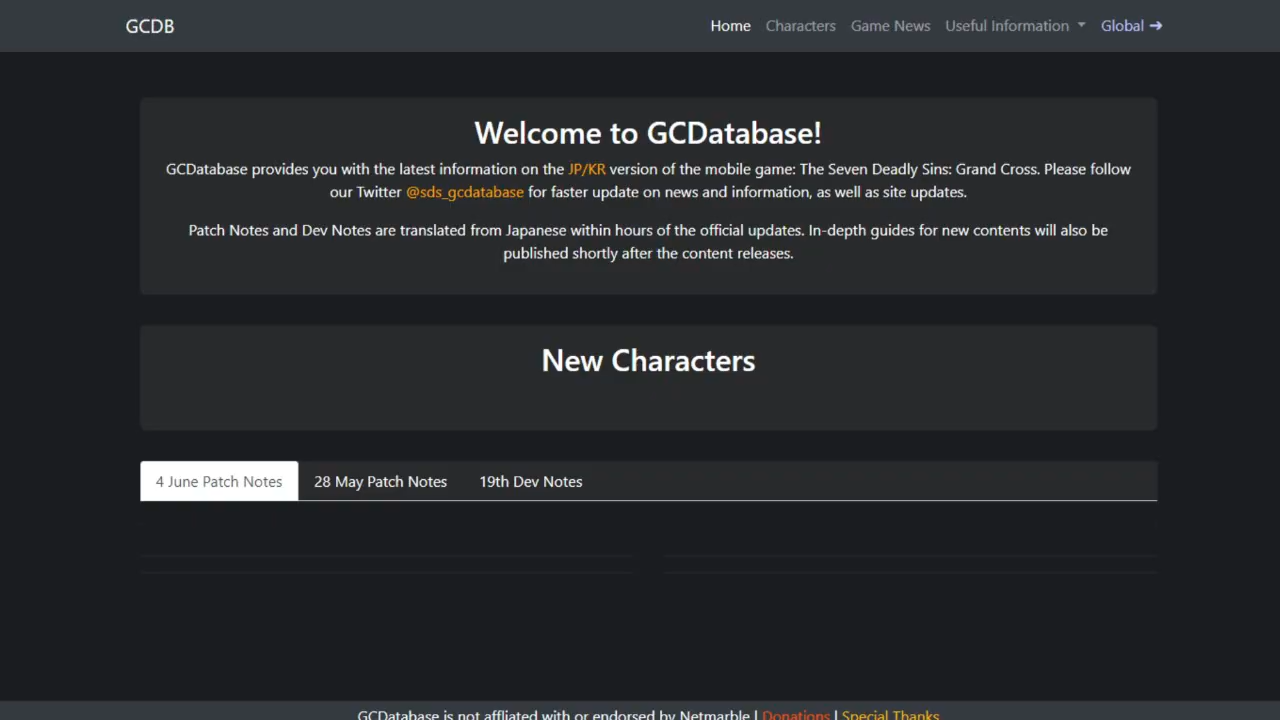 GCDB
Home Characters Game News Useful Information Global →
Welcome to GCDatabase!
GCDatabase provides you with the latest information on the JP/KR version of the mobile game: The Seven Deadly Sins: Grand Cross. Please follow
our Twitter @sds_gcdatabase for faster update on news and information, as well as site updates.
Patch Notes and Dev Notes are translated from Japanese within hours of the official updates. In-depth guides for new contents will also be
published shortly after the content releases.
New Characters
4 June Patch Notes 28 May Patch Notes 19th Dev Notes
GCDatabase is not affliated with or endorsed by Netmarble | Donations | Special Thanks